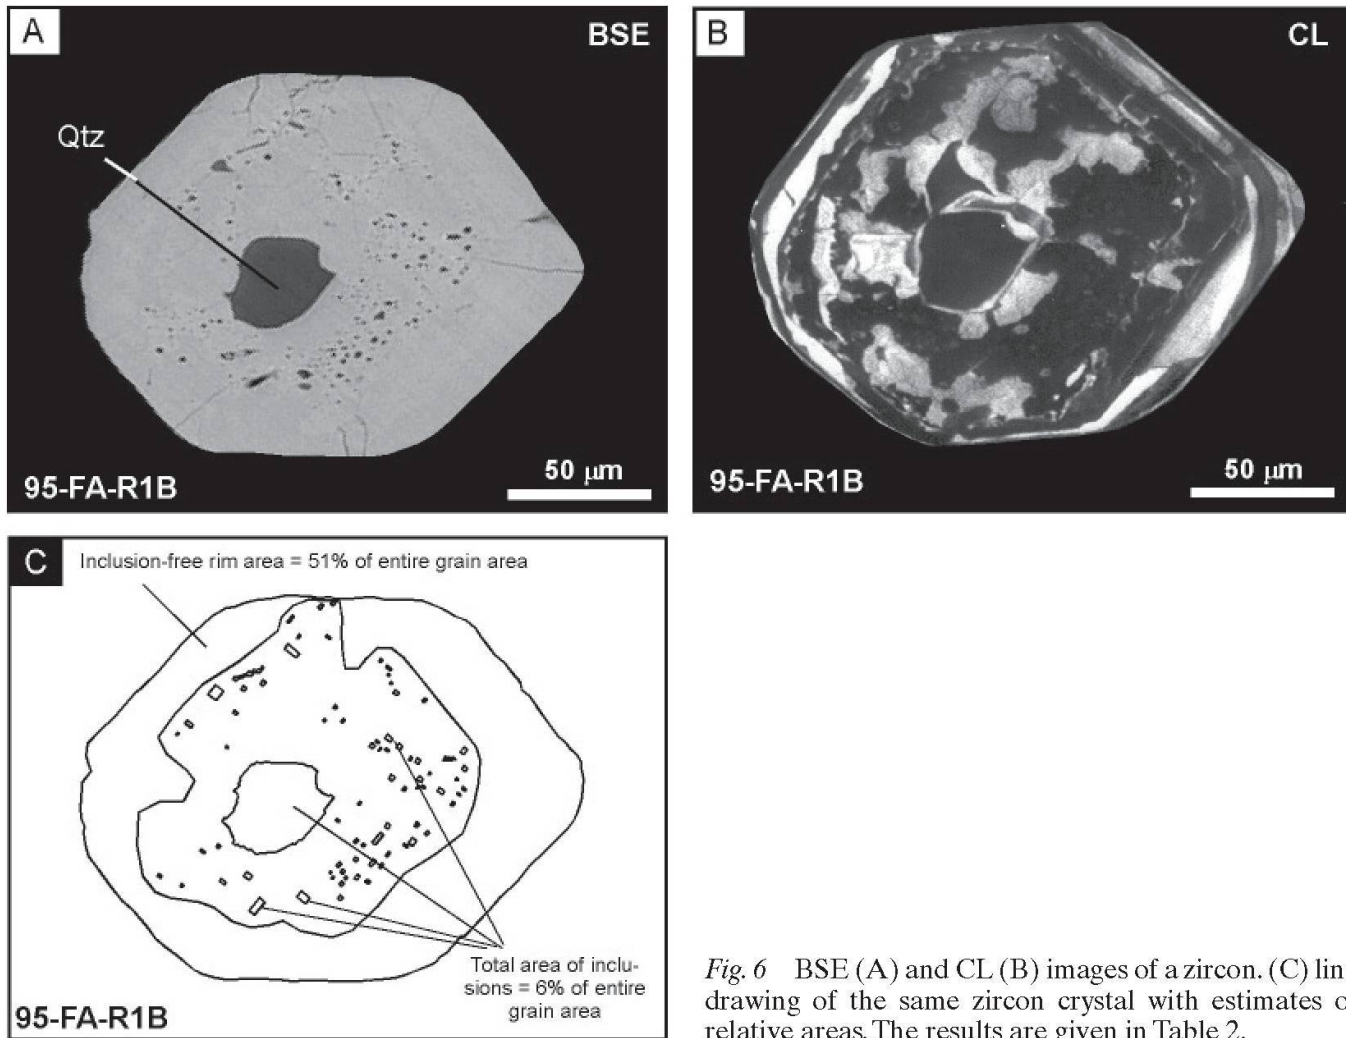 A
BSE
Qtz
50 μm
95-FA-R1B
B
CL
50 μm
95-FA-R1B
C
Inclusion-free rim area = 51% of entire grain area
Total area of inclu-
sions = 6% of entire
grain area
95-FA-R1B
Fig. 6 BSE (A) and CL (B) images of a zircon. (C) lin
drawing of the same zircon crystal with estimates o
relative areas. The results are given in Table 2.